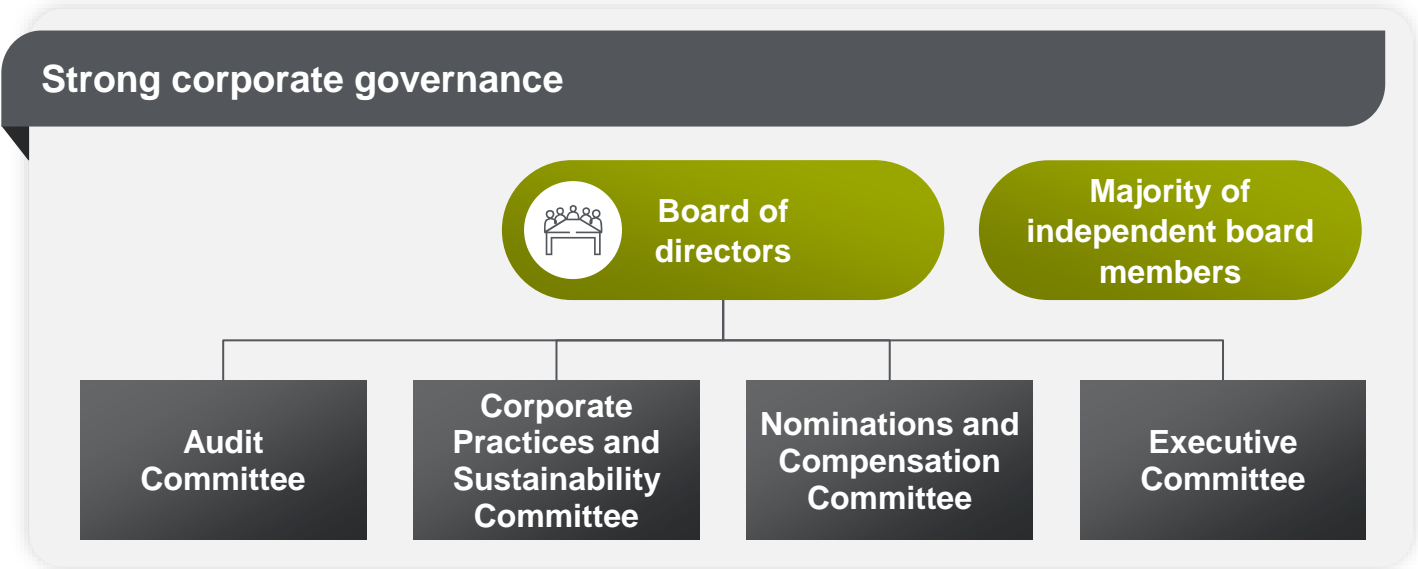 Strong corporate governance
Board of
directors
Majority of
independent board
members
Audit
Committee
Corporate
Practices and
Sustainability
Committee
Nominations and
Compensation
Committee
Executive
Committee